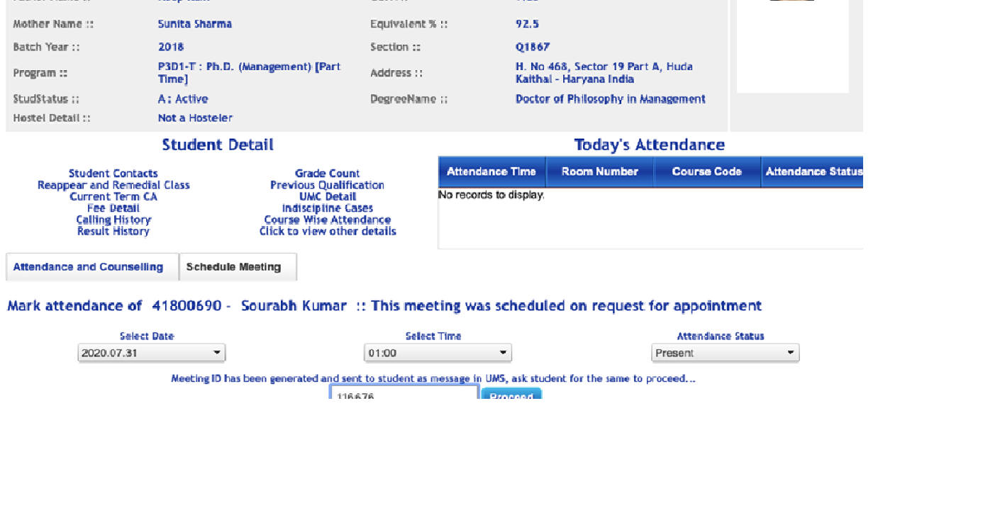 Mother Name :: Sunita Sharma Equivalent % :: 92.5
Batch Year :: 2018 Section :: Q1867
Program :: P3D1-T : Ph.D. (Management) [Part Time] Address :: H. No 468, Sector 19 Part A, Huda Kaithal - Haryana India
StudStatus :: A : Active DegreeName :: Doctor of Philosophy in Management
Hostel Detail :: Not a Hosteler
Student Detail
Today's Attendance
Student Contacts
Reappear and Remedial Class
Current Term CA
Fee Detail
Calling History
Result History
Grade Count
Previous Qualification
UMC Detail
Indiscipline Cases
Course Wise Attendance
Click to view other details
Attendance Time Room Number Course Code Attendance Status
No records to display.
Attendance and Counselling Schedule Meeting
Mark attendance of 41800690 - Sourabh Kumar :: This meeting was scheduled on request for appointment
Select Date Select Time Attendance Status
2020.07.31 01:00 Present
Meeting ID has been generated and sent to student as message in UMS, ask student for the same to proceed...
116676 Proceed